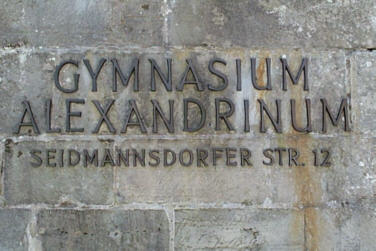 GYMNASIUM
ALEXANDRINUM
SEIDMANNSDORFER STR. 12